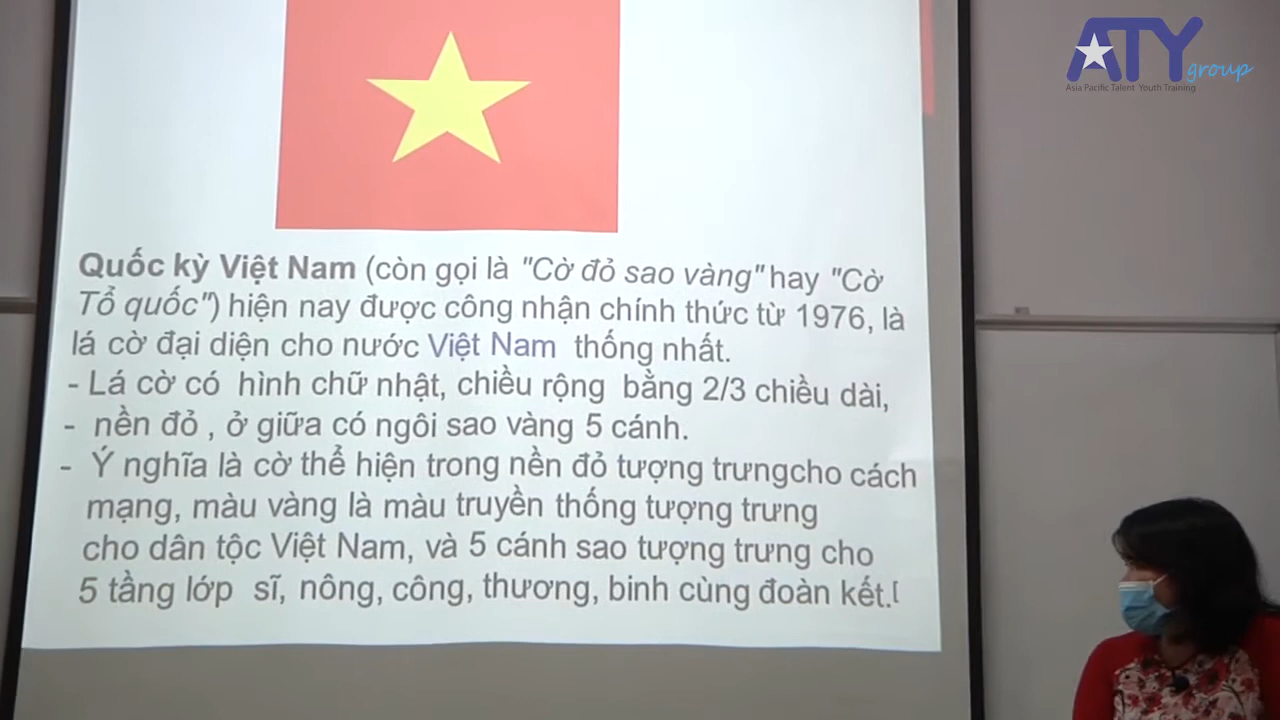 ATY
group
Asia Pacific Talent Youth Training
Quốc kỳ Việt Nam (còn gọi là "Cờ đỏ sao vàng" hay "Cờ
Tổ quốc") hiện nay được công nhận chính thức từ 1976, là
lá cờ đại diện cho nước Việt Nam thống nhất.
- Lá cờ có hình chữ nhật, chiều rộng bằng 2/3 chiều dài,
- nền đỏ , ở giữa có ngôi sao vàng 5 cánh.
- Ý nghĩa là cờ thể hiện trong nền đỏ tượng trưngcho cách
mạng, màu vàng là màu truyền thống tượng trưng
cho dân tộc Việt Nam, và 5 cánh sao tượng trưng cho
5 tầng lớp sĩ, nông, công, thương, binh cùng đoàn kết.[